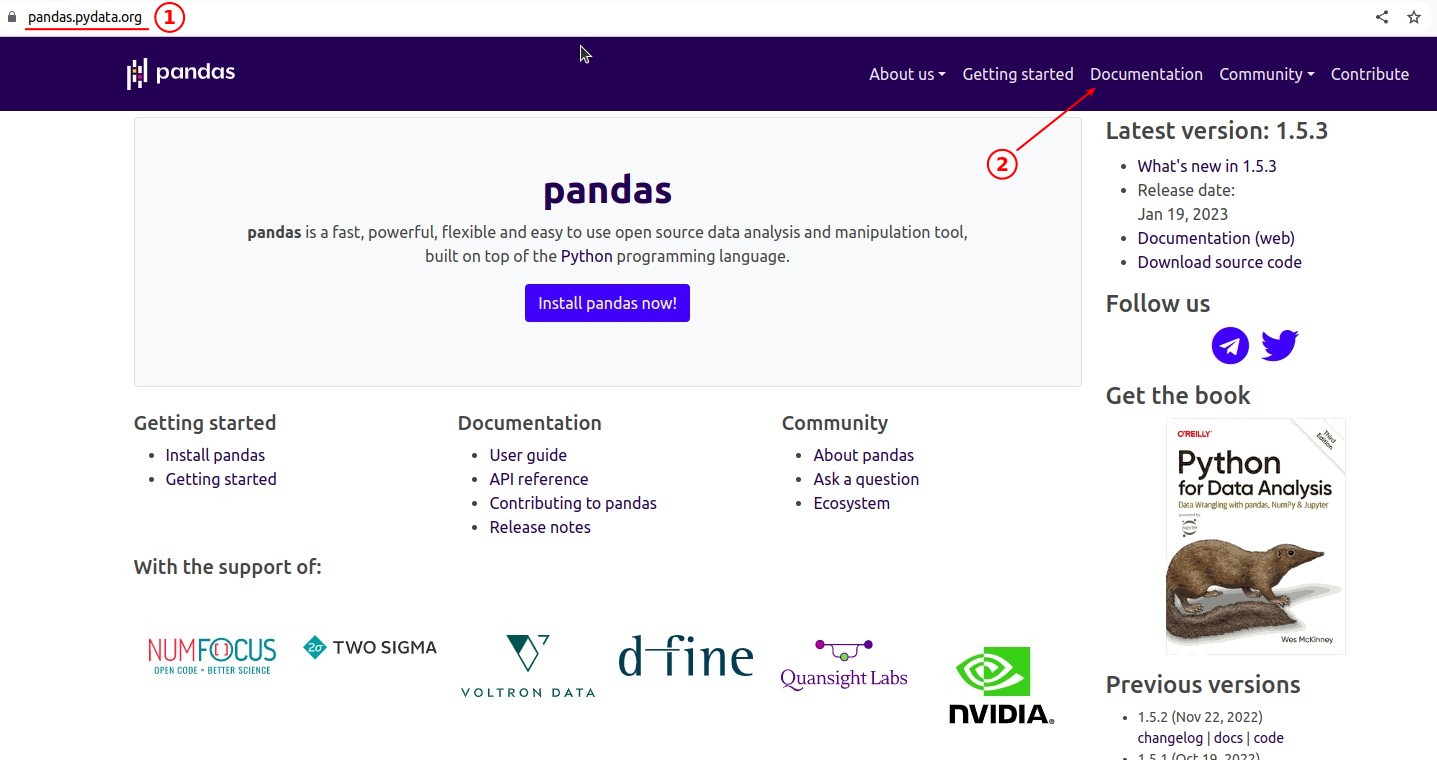 pandas.pydata.org
1
pandas
About us Getting started Documentation Community Contribute
2
pandas
pandas is a fast, powerful, flexible and easy to use open source data analysis and manipulation tool,
built on top of the Python programming language.
Install pandas now!
Getting started
Install pandas
Getting started
Documentation
User guide
API reference
Contributing to pandas
Release notes
Community
About pandas
Ask a question
Ecosystem
With the support of:
NUMFOCUS
OPEN CODE = BETTER SCIENCE
2σ TWO SIGMA
VOLTRON DATA
d-fine
Quansight Labs
NVIDIA.
Latest version: 1.5.3
What's new in 1.5.3
Release date:
Jan 19, 2023
Documentation (web)
Download source code
Follow us
Get the book
O'REILLY
Third
Edition
Python
for Data Analysis
Data Wrangling with pandas, NumPy & Jupyter
powered by
jupyter
Wes McKinney
Previous versions
1.5.2 (Nov 22, 2022)
changelog | docs | code
1.5.1 (Oct 19, 2022)